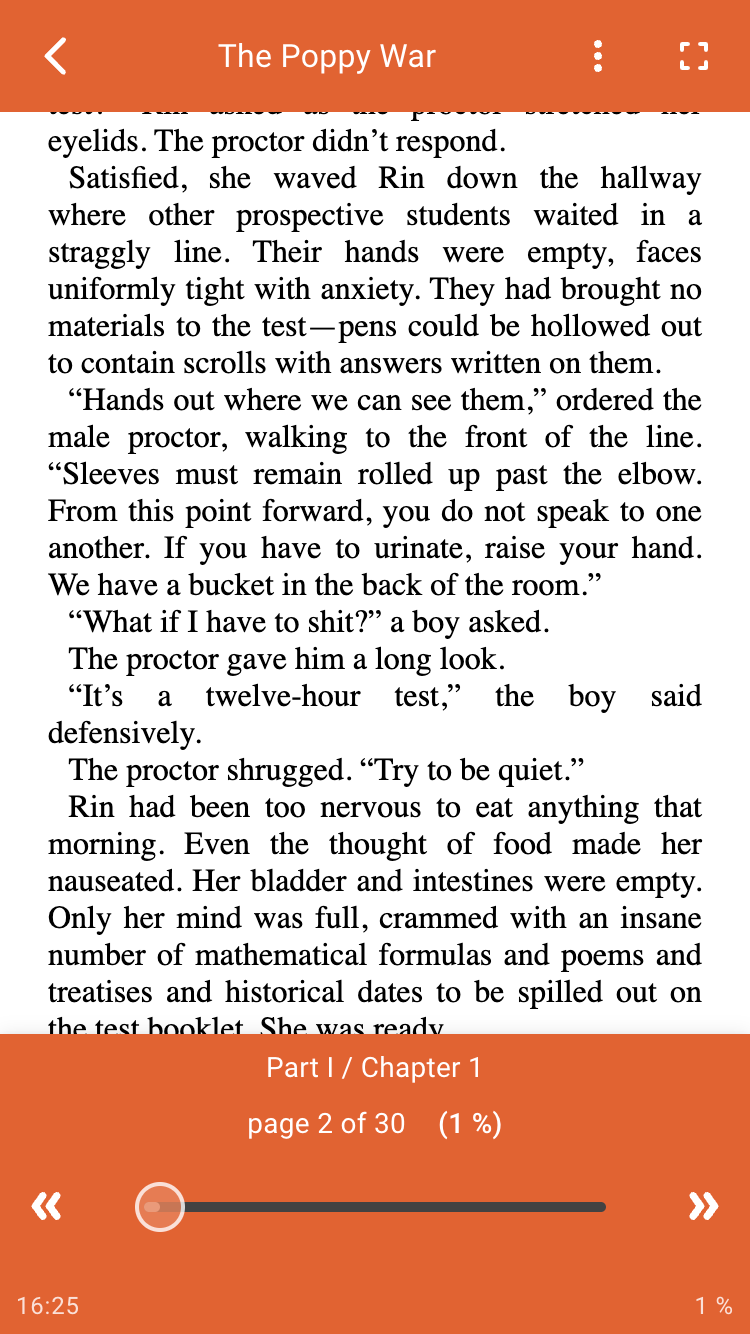 The Poppy War
eyelids. The proctor didn’t respond.
Satisfied, she waved Rin down the hallway
where other prospective students waited in a
straggly line. Their hands were empty, faces
uniformly tight with anxiety. They had brought no
materials to the test—pens could be hollowed out
to contain scrolls with answers written on them.
“Hands out where we can see them,” ordered the
male proctor, walking to the front of the line.
“Sleeves must remain rolled up past the elbow.
From this point forward, you do not speak to one
another. If you have to urinate, raise your hand.
We have a bucket in the back of the room.”
“What if I have to shit?” a boy asked.
The proctor gave him a long look.
“It’s a twelve-hour test,” the boy said
defensively.
The proctor shrugged. “Try to be quiet.”
Rin had been too nervous to eat anything that
morning. Even the thought of food made her
nauseated. Her bladder and intestines were empty.
Only her mind was full, crammed with an insane
number of mathematical formulas and poems and
treatises and historical dates to be spilled out on
the test booklet. She was ready.
Part I / Chapter 1
page 2 of 30 (1 %)
16:25
1 %